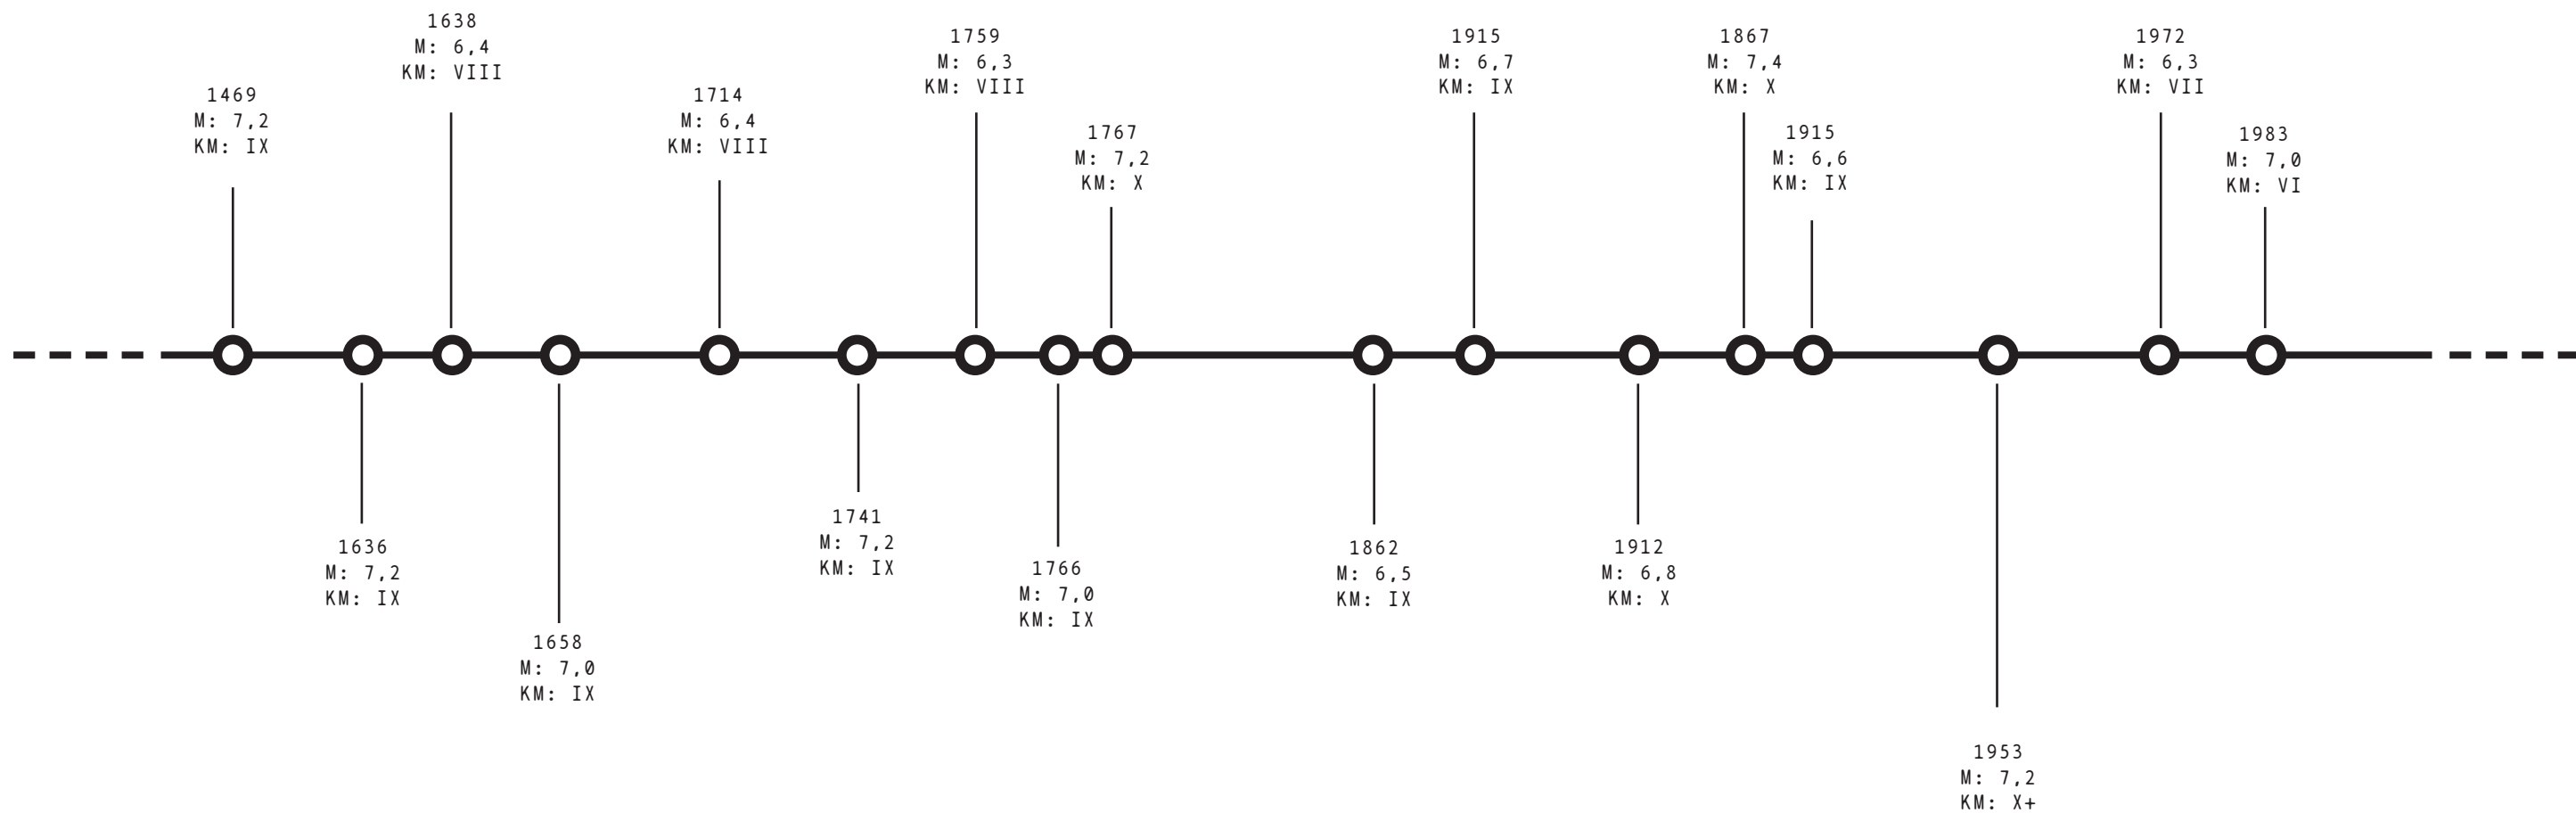 1469
M: 7,2
KM: IX
1636
M: 7,2
KM: IX
1638
M: 6,4
KM: VIII
1658
M: 7,0
KM: IX
1714
M: 6,4
KM: VIII
1741
M: 7,2
KM: IX
1759
M: 6,3
KM: VIII
1766
M: 7,0
KM: IX
1767
M: 7,2
KM: X
1862
M: 6,5
KM: IX
1915
M: 6,7
KM: IX
1912
M: 6,8
KM: X
1867
M: 7,4
KM: X
1915
M: 6,6
KM: IX
1953
M: 7,2
KM: X+
1972
M: 6,3
KM: VII
1983
M: 7,0
KM: VI